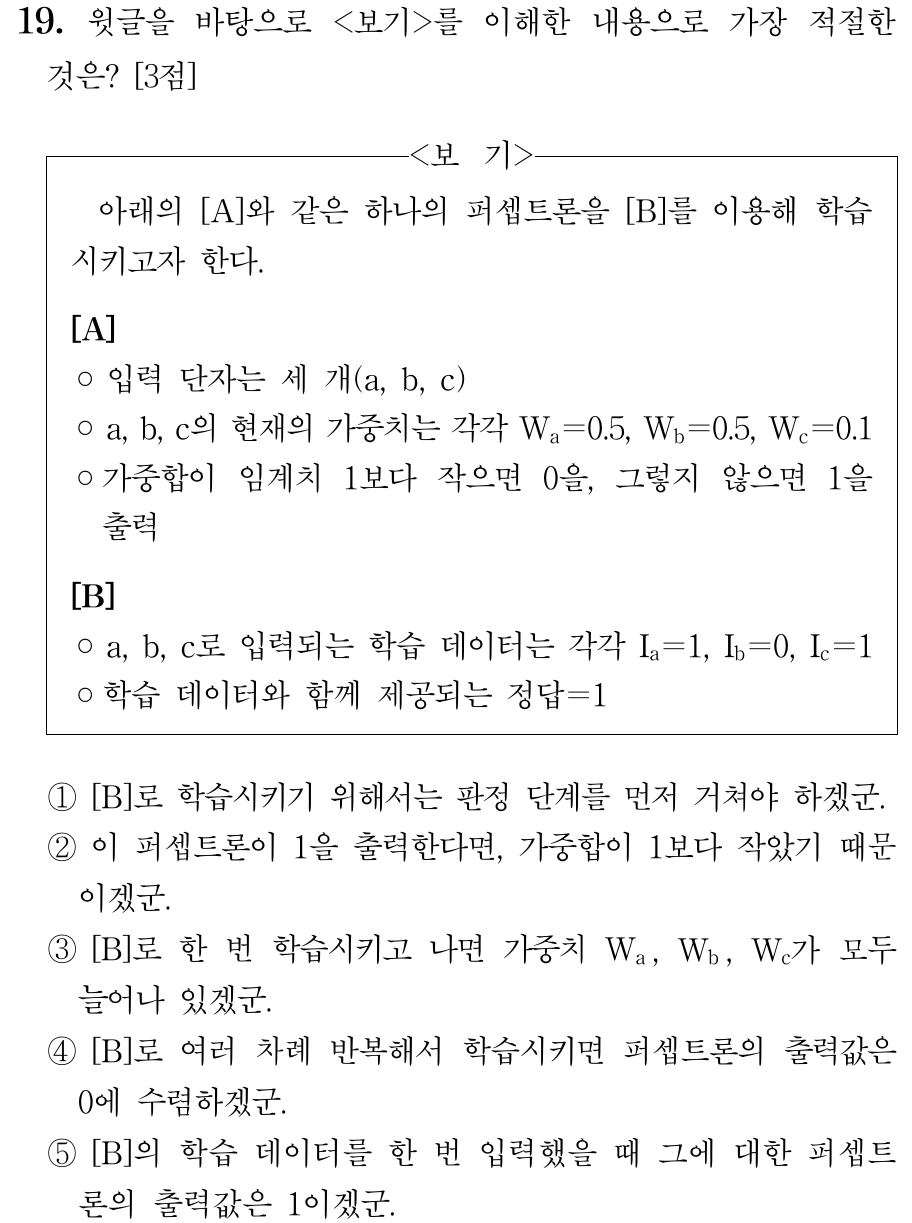 19. 윗글을 바탕으로 <보기>를 이해한 내용으로 가장 적절한
것은? [3점]
<보 기>
아래의 [A]와 같은 하나의 퍼셉트론을 [B]를 이용해 학습
시키고자 한다.
[A]
○ 입력 단자는 세 개(a, b, c)
○ a, b, c의 현재의 가중치는 각각 Wₐ=0.5, W_b=0.5, W_c=0.1
○ 가중합이 임계치 1보다 작으면 0을, 그렇지 않으면 1을
출력
[B]
○ a, b, c로 입력되는 학습 데이터는 각각 Iₐ=1, I_b=0, I_c=1
○ 학습 데이터와 함께 제공되는 정답=1
① [B]로 학습시키기 위해서는 판정 단계를 먼저 거쳐야 하겠군.
② 이 퍼셉트론이 1을 출력한다면, 가중합이 1보다 작았기 때문
이겠군.
③ [B]로 한 번 학습시키고 나면 가중치 Wₐ, W_b, W_c가 모두
늘어나 있겠군.
④ [B]로 여러 차례 반복해서 학습시키면 퍼셉트론의 출력값은
0에 수렴하겠군.
⑤ [B]의 학습 데이터를 한 번 입력했을 때 그에 대한 퍼셉트
론의 출력값은 1이겠군.